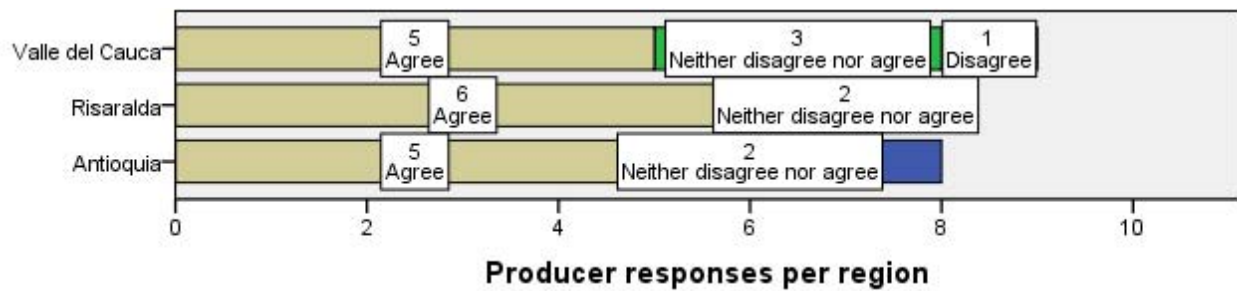 Valle del Cauca
5
Agree
3
Neither disagree nor agree
1
Disagree
Risaralda
6
Agree
2
Neither disagree nor agree
Antioquia
5
Agree
2
Neither disagree nor agree
0 2 4 6 8 10
Producer responses per region